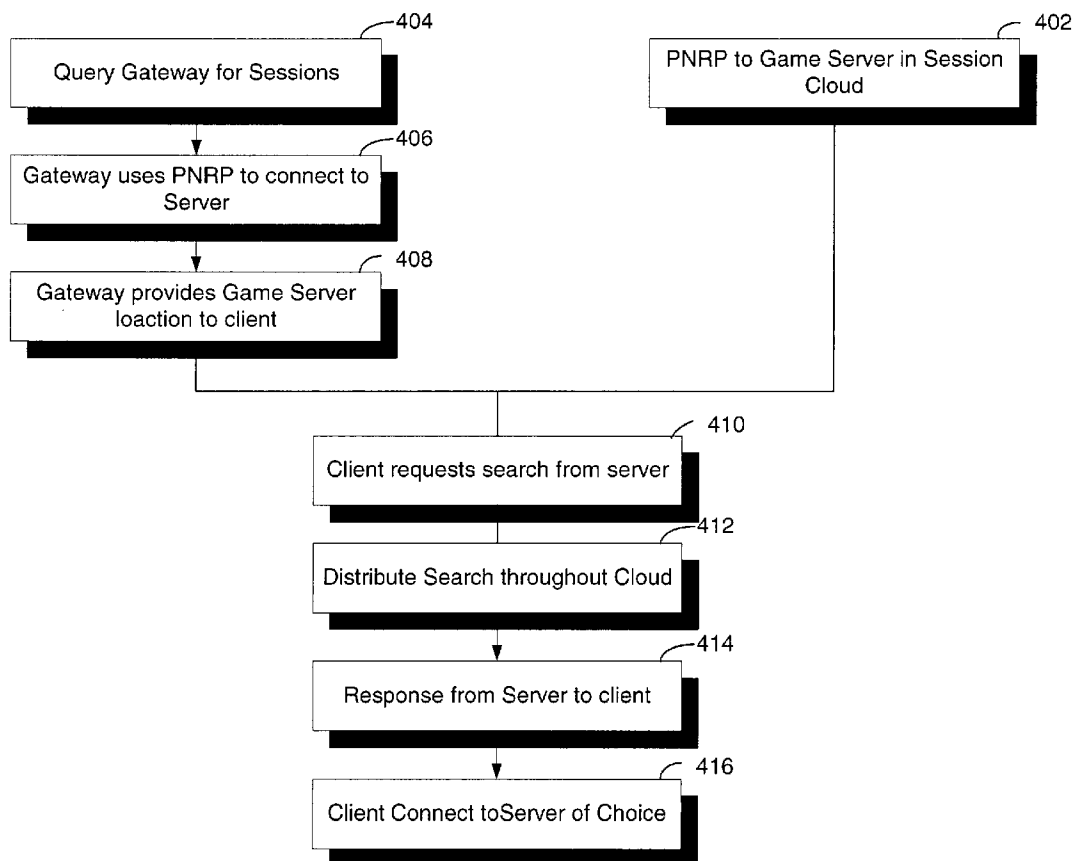 404
Query Gateway for Sessions
402
PNRP to Game Server in Session
Cloud
406
Gateway uses PNRP to connect to
Server
408
Gateway provides Game Server
loaction to client
410
Client requests search from server
412
Distribute Search throughout Cloud
414
Response from Server to client
416
Client Connect toServer of Choice